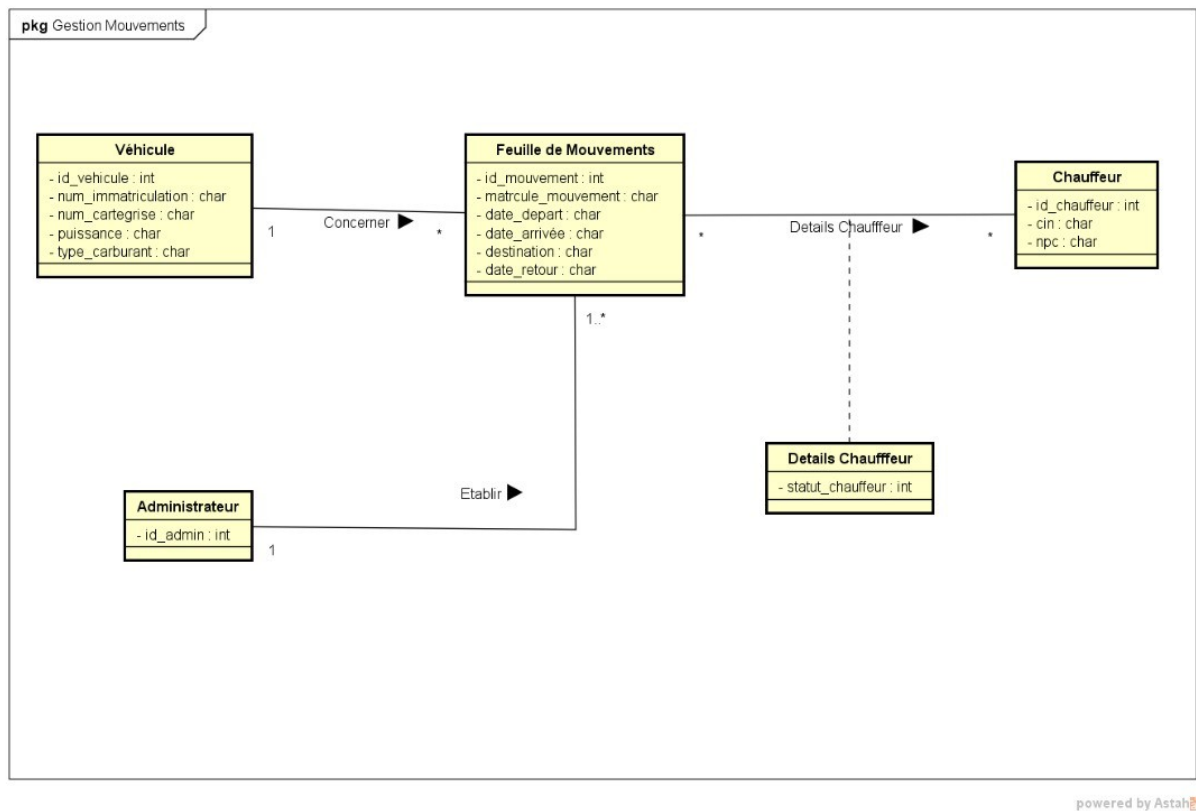 pkg Gestion Mouvements
Véhicule
- id_vehicule : int
- num_immatriculation : char
- num_cartegrise : char
- puissance : char
- type_carburant : char
1
Concerner
*
Feuille de Mouvements
- id_mouvement : int
- matrcule_mouvement : char
- date_depart : char
- date_arrivée : char
- destination : char
- date_retour : char
*
Details Chaufffeur
*
Chauffeur
- id_chauffeur : int
- cin : char
- npc : char
1..*
Details Chaufffeur
- statut_chauffeur : int
Etablir
Administrateur
- id_admin : int
1
powered by Astah